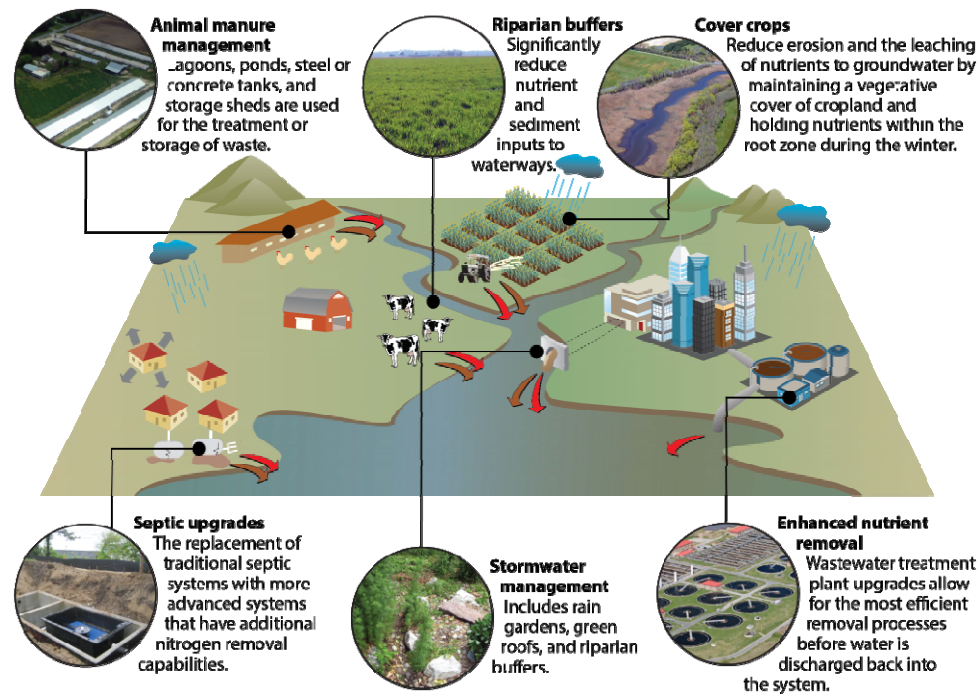 Animal manure
management
Lagoons, ponds, steel or
concrete tanks, and
storage sheds are used
for the treatment or
storage of waste.
Riparian buffers
Significantly
reduce
nutrient
and
sediment
inputs to
waterways.
Cover crops
Reduce erosion and the leaching
of nutrients to groundwater by
maintaining a vegetative
cover of cropland and
holding nutrients within the
root zone during the winter.
Septic upgrades
The replacement of
traditional septic
systems with more
advanced systems
that have additional
nitrogen removal
capabilities.
Stormwater
management
Includes rain
gardens, green
roofs, and riparian
buffers.
Enhanced nutrient
removal
Wastewater treatment
plant upgrades allow
for the most efficient
removal processes
before water is
discharged back into
the system.